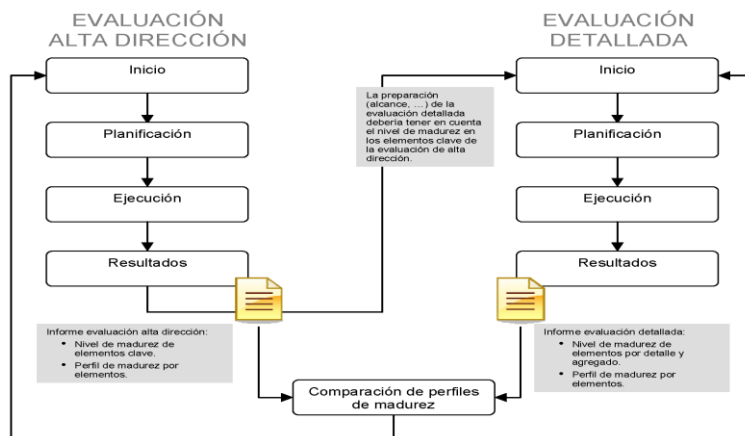 EVALUACIÓN
ALTA DIRECCIÓN
Inicio
Planificación
Ejecución
Resultados
Informe evaluación alta dirección:
• Nivel de madurez de
elementos clave.
• Perfil de madurez por
elementos.
La preparación
(alcance, ...) de la
evaluación detallada
debería tener en cuenta
el nivel de madurez en
los elementos clave de
la evaluación de alta
dirección.
EVALUACIÓN
DETALLADA
Inicio
Planificación
Ejecución
Resultados
Informe evaluación detallada:
• Nivel de madurez de
elementos por detalle y
agregado.
• Perfil de madurez por
elementos.
Comparación de perfiles
de madurez